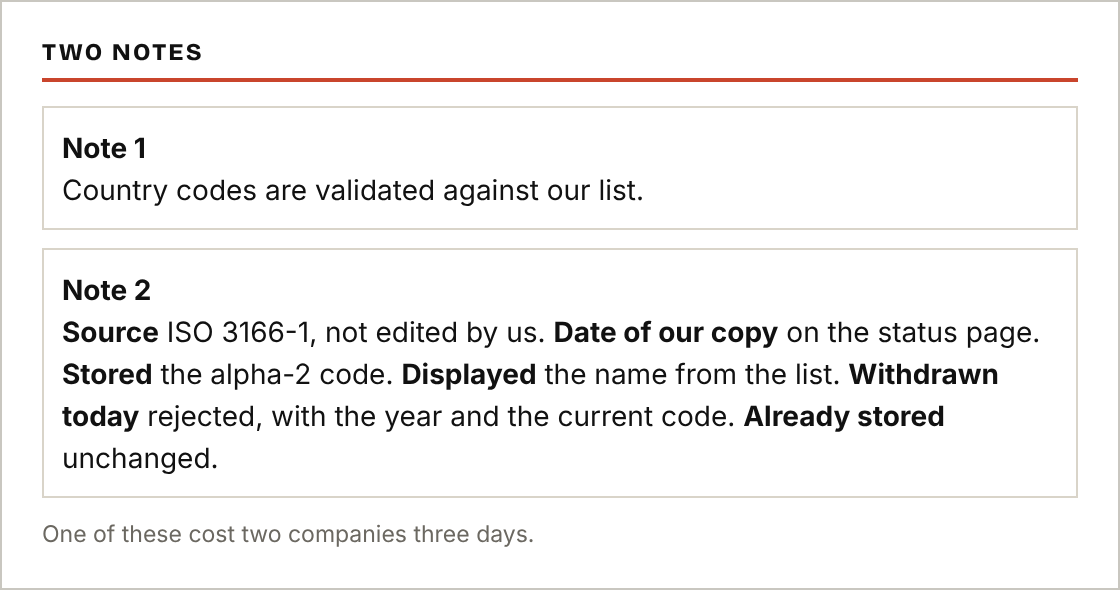 TWO NOTES
Note 1
Country codes are validated against our list.
Note 2
Source ISO 3166-1, not edited by us. Date of our copy on the status page.
Stored the alpha-2 code. Displayed the name from the list. Withdrawn
today rejected, with the year and the current code. Already stored
unchanged.
One of these cost two companies three days.